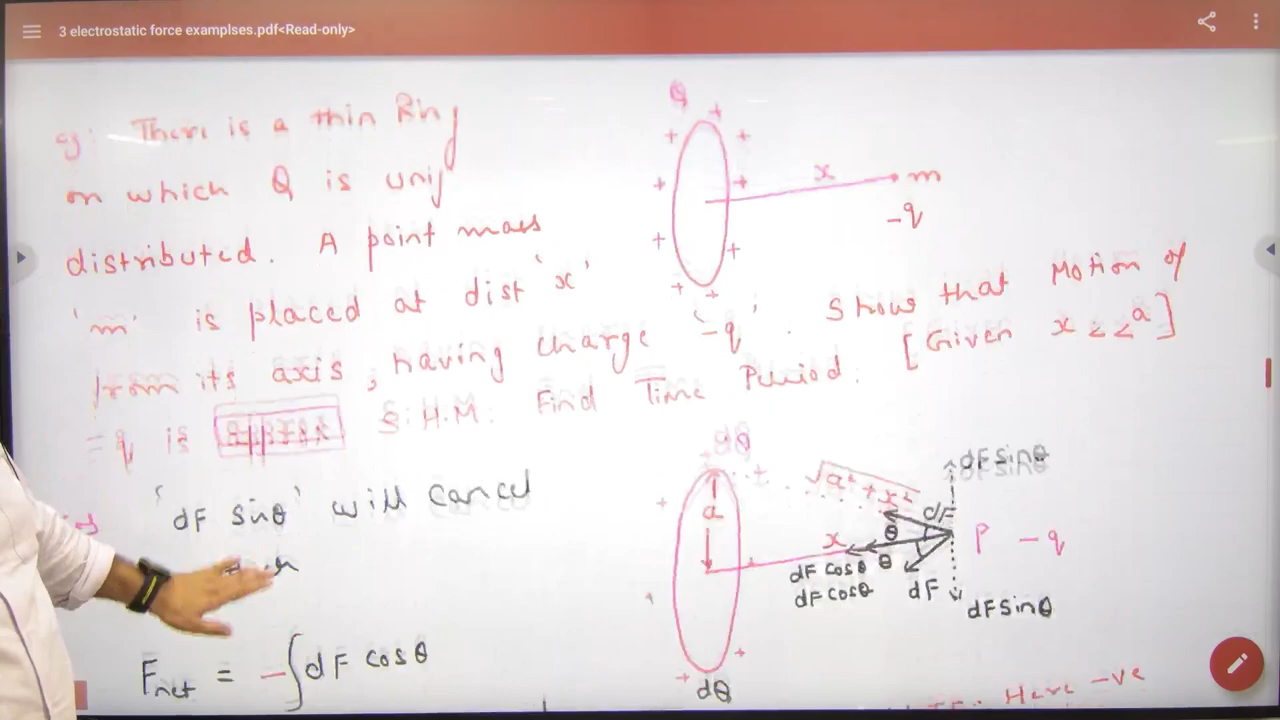 3 electrostatic force examplses.pdf<Read-only>
eg: There is a thin Ring
on which Q is unif
distributed. A point mass
'm' is placed at dist 'x'
from its axis, having charge '-q'. Show that Motion of
-q is S.H.M. Find Time Period. [Given x<<a]
Q
x
m
-q
'dF sinθ' will cancel
Fnet = -∫dF cosθ
dQ
a
√a²+x²
x
dF sinθ
dF
θ
P -q
dF cosθ θ
dF cosθ
dF
dF sinθ
dQ
Here -ve